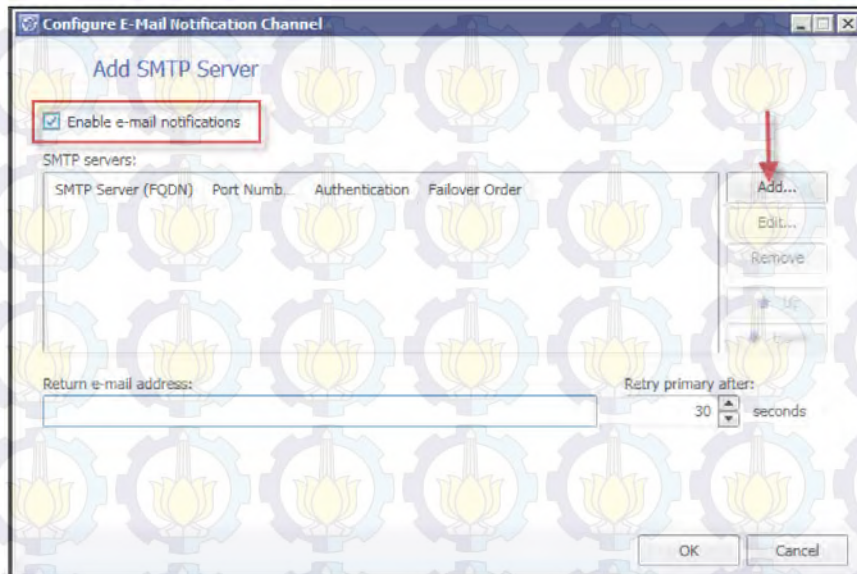 Configure E-Mail Notification Channel
Add SMTP Server
Enable e-mail notifications
SMTP servers:
SMTP Server (FQDN) Port Numb... Authentication Failover Order
Add...
Edit...
Remove
Up
Return e-mail address:
Retry primary after:
30 seconds
OK Cancel